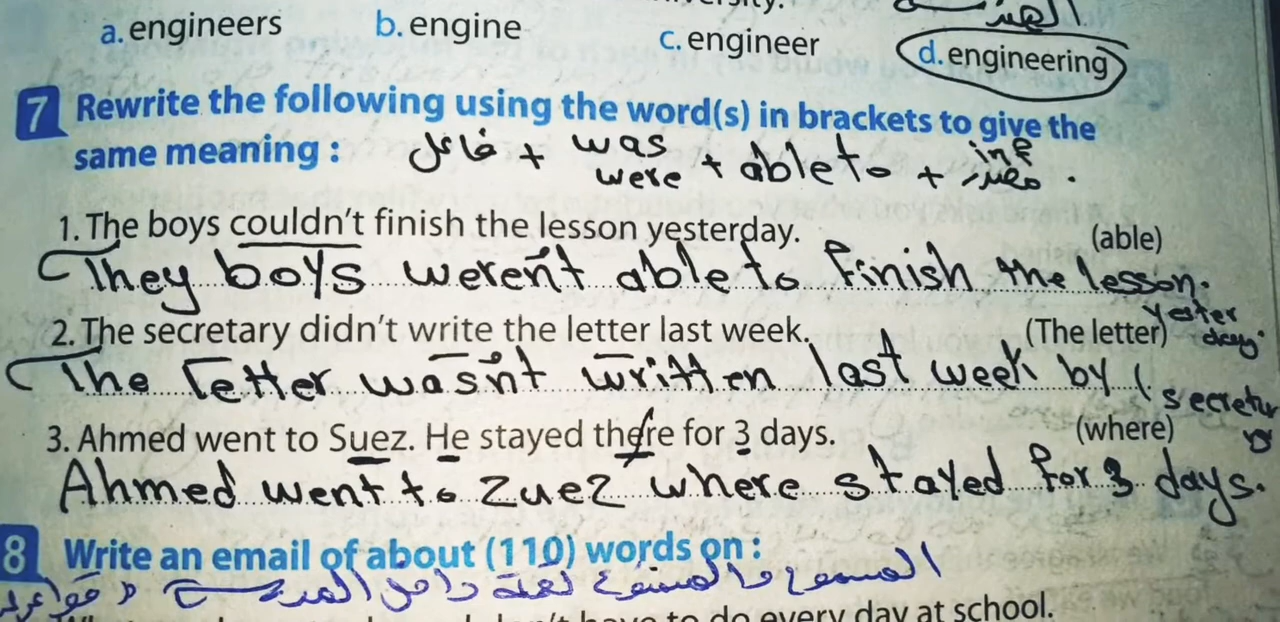 a. engineers b. engine c. engineer d. engineering
7 Rewrite the following using the word(s) in brackets to give the
same meaning : فاعل + was were + able to + inf مصدر .
1. The boys couldn't finish the lesson yesterday. (able)
They boys weren't able to finish the lesson. yester day.
2. The secretary didn't write the letter last week. (The letter)
The letter wasn't written last week by
3. Ahmed went to Suez. He stayed there for 3 days. (where)
Ahmed went to Zuez where stayed for 3 days.
8 Write an email of about (110) words on :
المسموح والممنوع لفعله داخل المدرسة
to do every day at school.